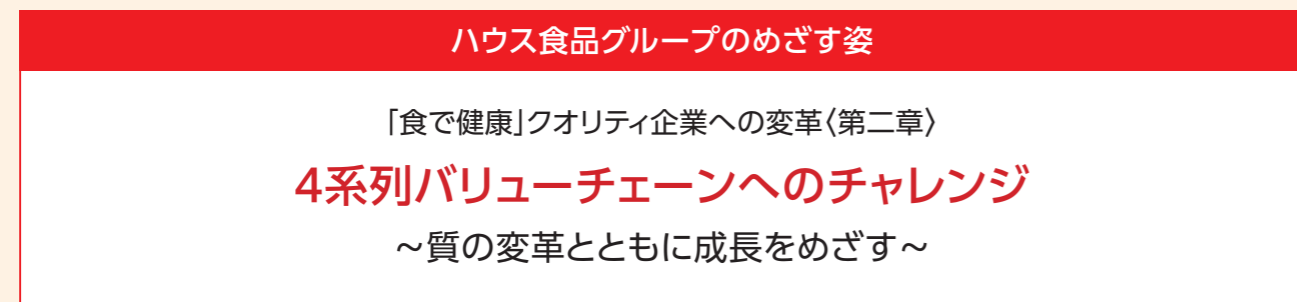 ハウス食品グループのめざす姿
「食で健康」クオリティ企業への変革〈第二章〉
4系列バリューチェーンへのチャレンジ
～質の変革とともに成長をめざす～